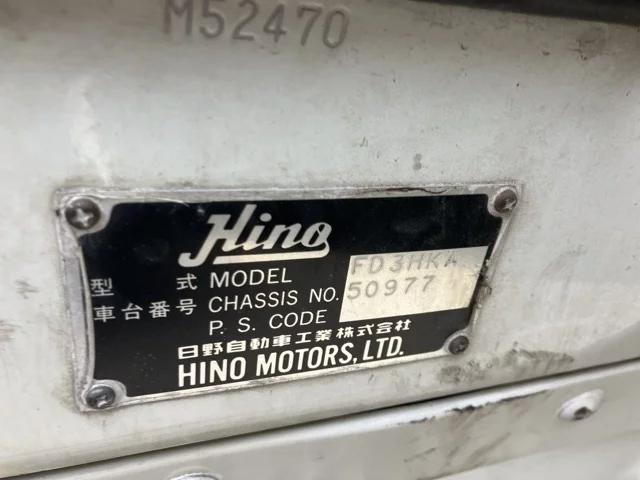 M52470
Hino
型 式 MODEL FD3HKA
車台番号 CHASSIS NO. 50977
P. S. CODE
日野自動車工業株式会社
HINO MOTORS, LTD.